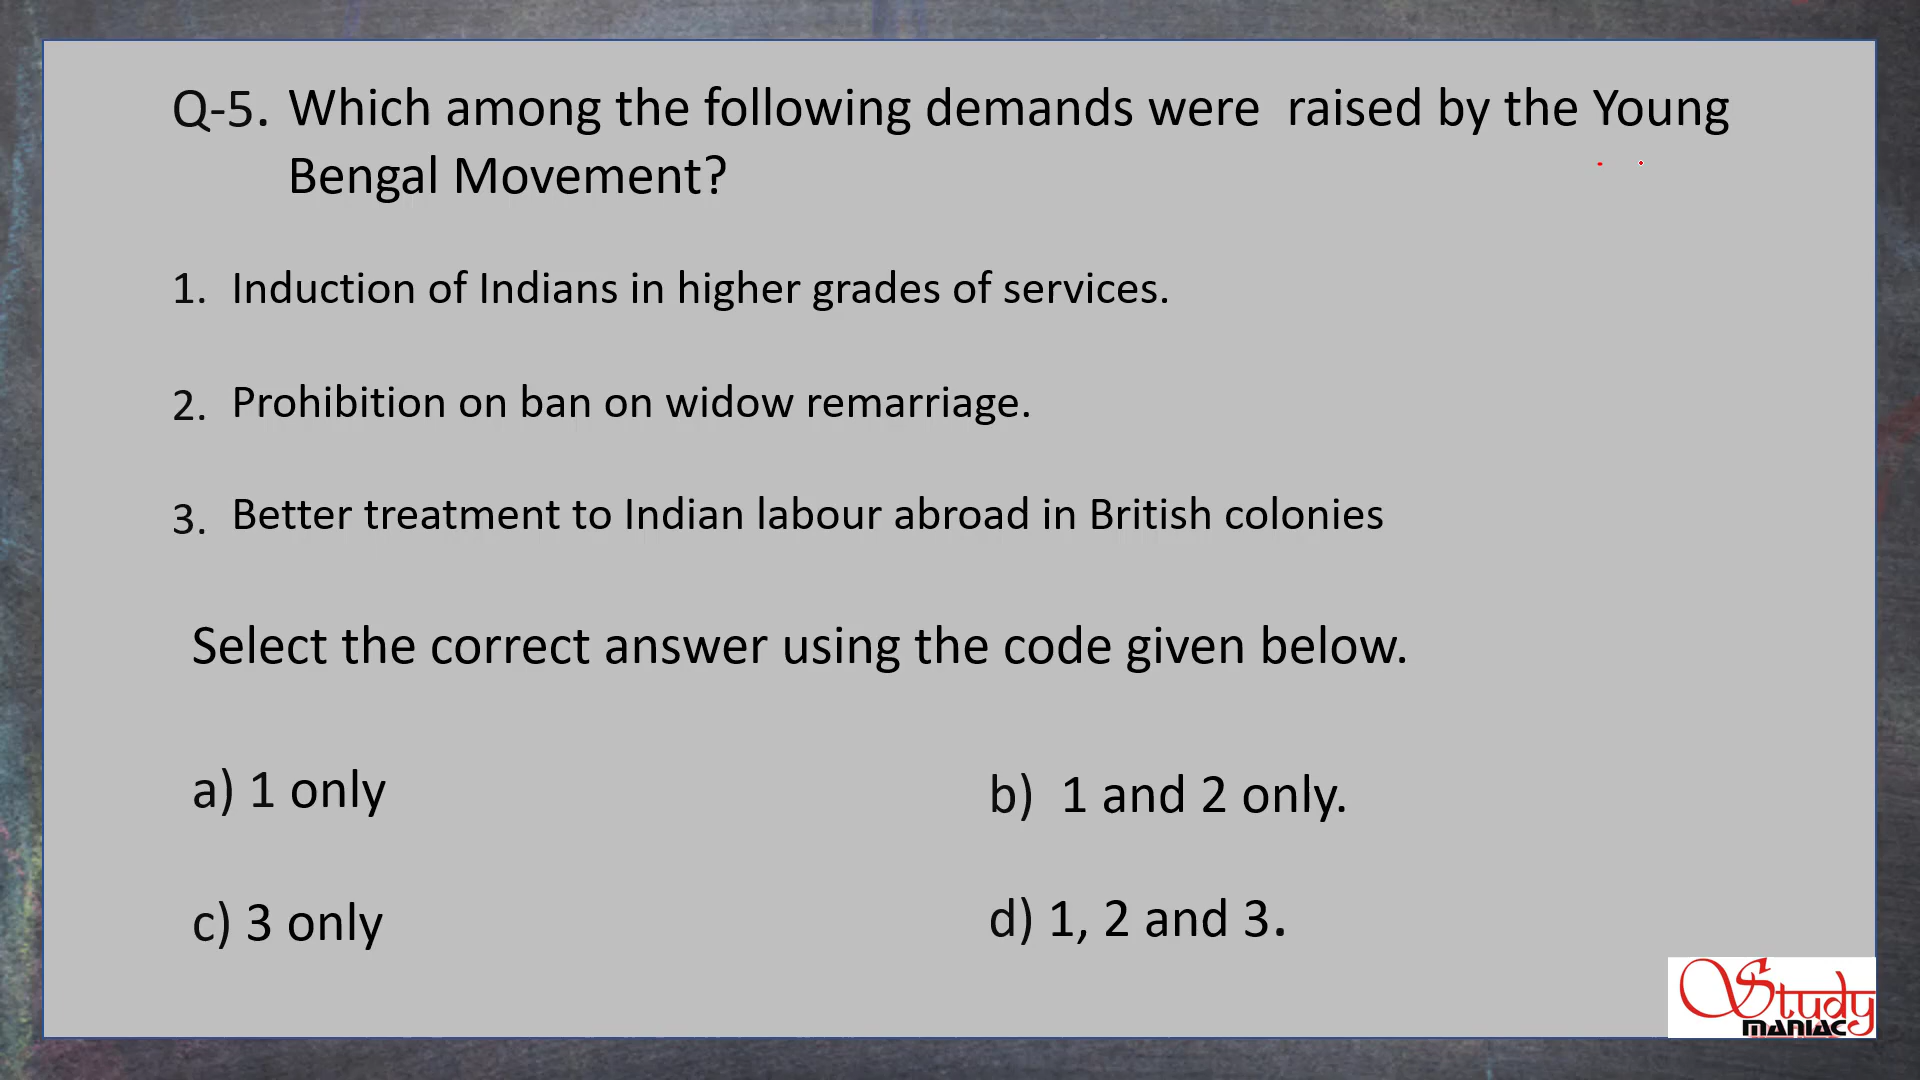 Q-5. Which among the following demands were raised by the Young
Bengal Movement?
1. Induction of Indians in higher grades of services.
2. Prohibition on ban on widow remarriage.
3. Better treatment to Indian labour abroad in British colonies
Select the correct answer using the code given below.
a) 1 only
b) 1 and 2 only.
c) 3 only
d) 1, 2 and 3.
Study
MANIAC